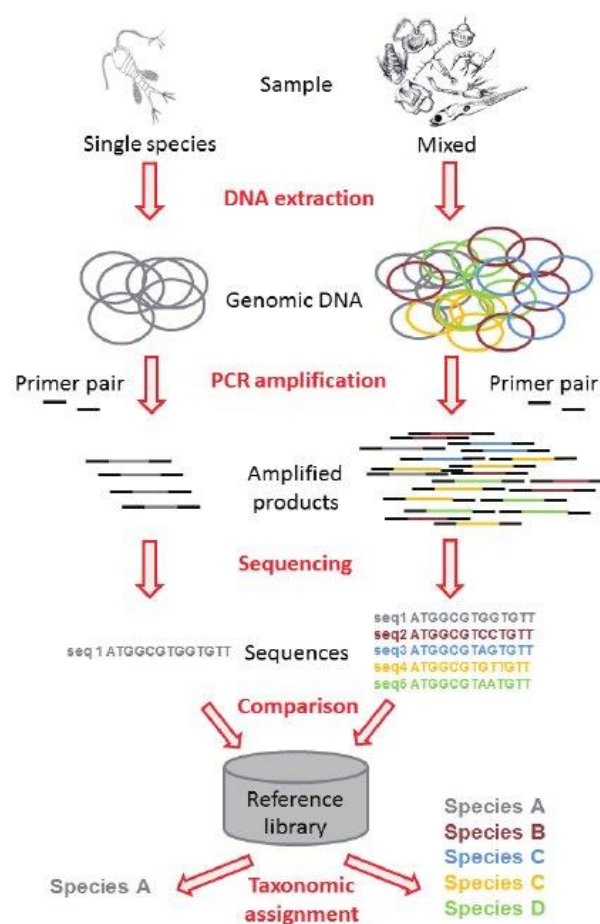 Sample
Single species
Mixed
DNA extraction
Genomic DNA
Primer pair
PCR amplification
Primer pair
Amplified
products
Sequencing
seq 1 ATGGCGTGGTGTT
Sequences
seq1 ATGGCGTGGTGTT
seq2 ATGGCGTCCTGTT
seq3 ATGGCGTAGTGTT
seq4 ATGGCGTGTTGTT
seq5 ATGGCGTAATGTT
Comparison
Reference
library
Species A
Taxonomic
assignment
Species A
Species B
Species C
Species C
Species D